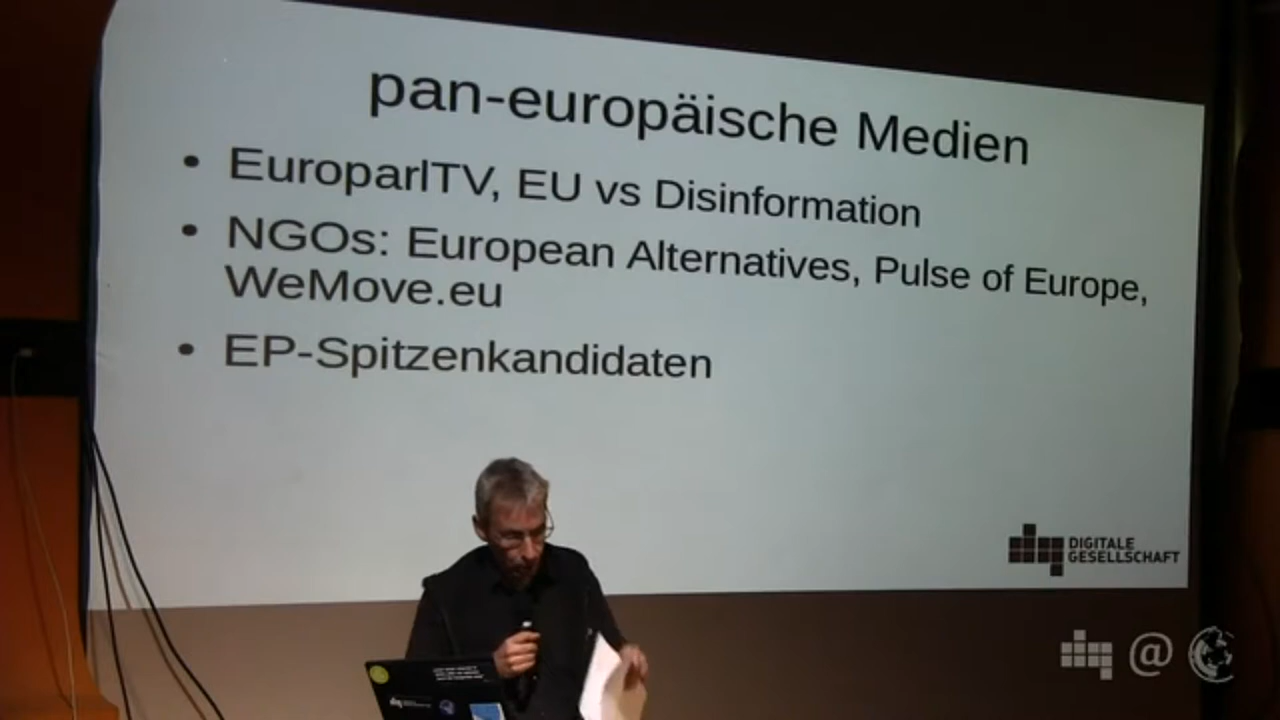 pan-europäische Medien
• EuroparlTV, EU vs Disinformation
• NGOs: European Alternatives, Pulse of Europe,
WeMove.eu
• EP-Spitzenkandidaten
DIGITALE
GESELLSCHAFT
@